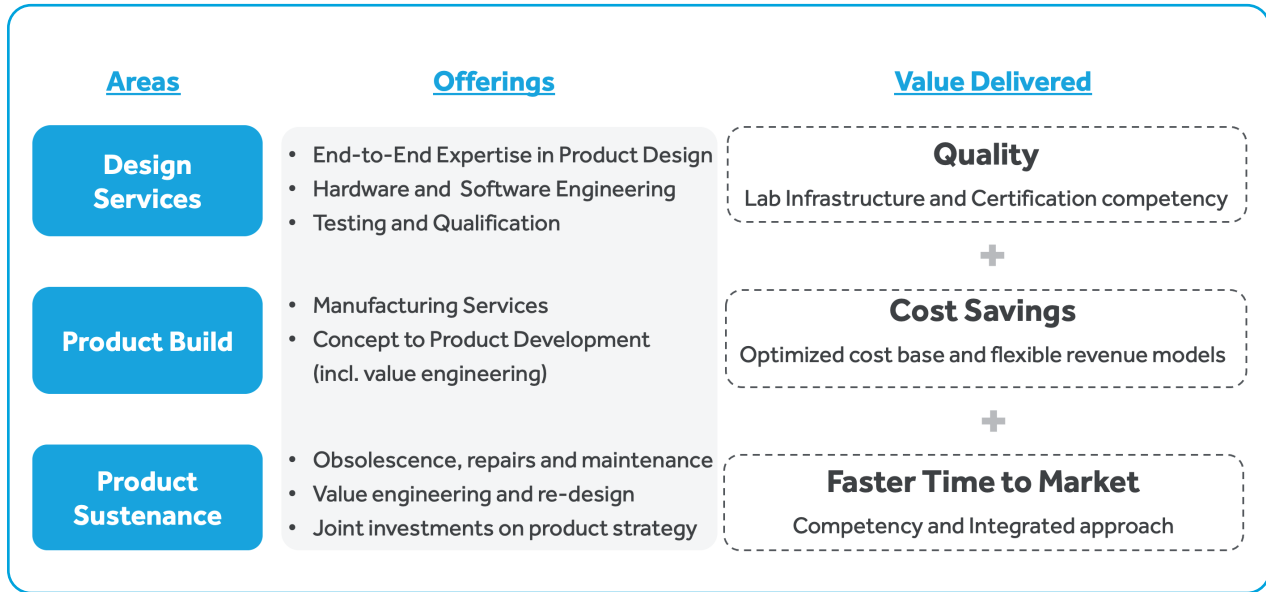 Areas
Offerings
Value Delivered
Design
Services
• End-to-End Expertise in Product Design
• Hardware and Software Engineering
• Testing and Qualification
Quality
Lab Infrastructure and Certification competency
+
Product Build
• Manufacturing Services
• Concept to Product Development
(incl. value engineering)
Cost Savings
Optimized cost base and flexible revenue models
+
Product
Sustenance
• Obsolescence, repairs and maintenance
• Value engineering and re-design
• Joint investments on product strategy
Faster Time to Market
Competency and Integrated approach